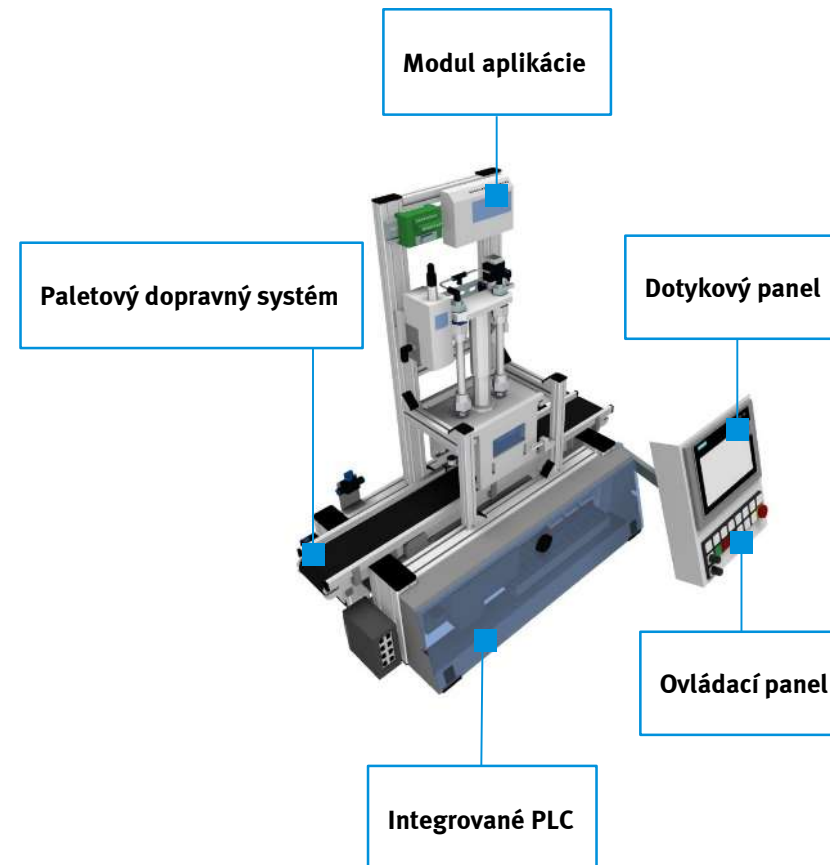 Modul aplikácie
Paletový dopravný systém
Dotykový panel
Ovládací panel
Integrované PLC